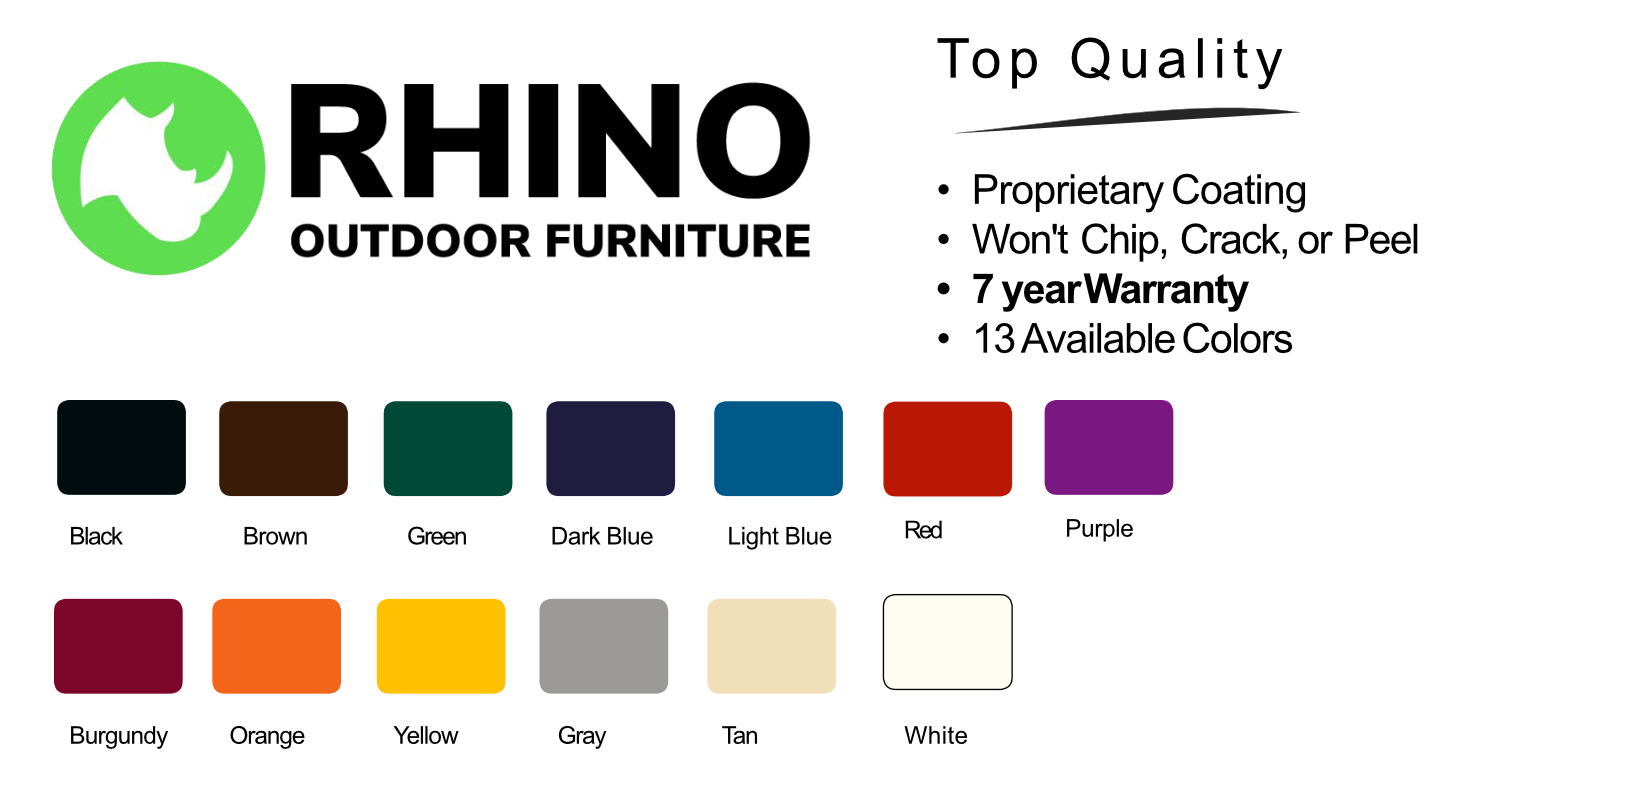 RHINO
OUTDOOR FURNITURE
Top Quality
• Proprietary Coating
• Won't Chip, Crack, or Peel
• 7 year Warranty
• 13 Available Colors
Black Brown Green Dark Blue Light Blue Red Purple
Burgundy Orange Yellow Gray Tan White